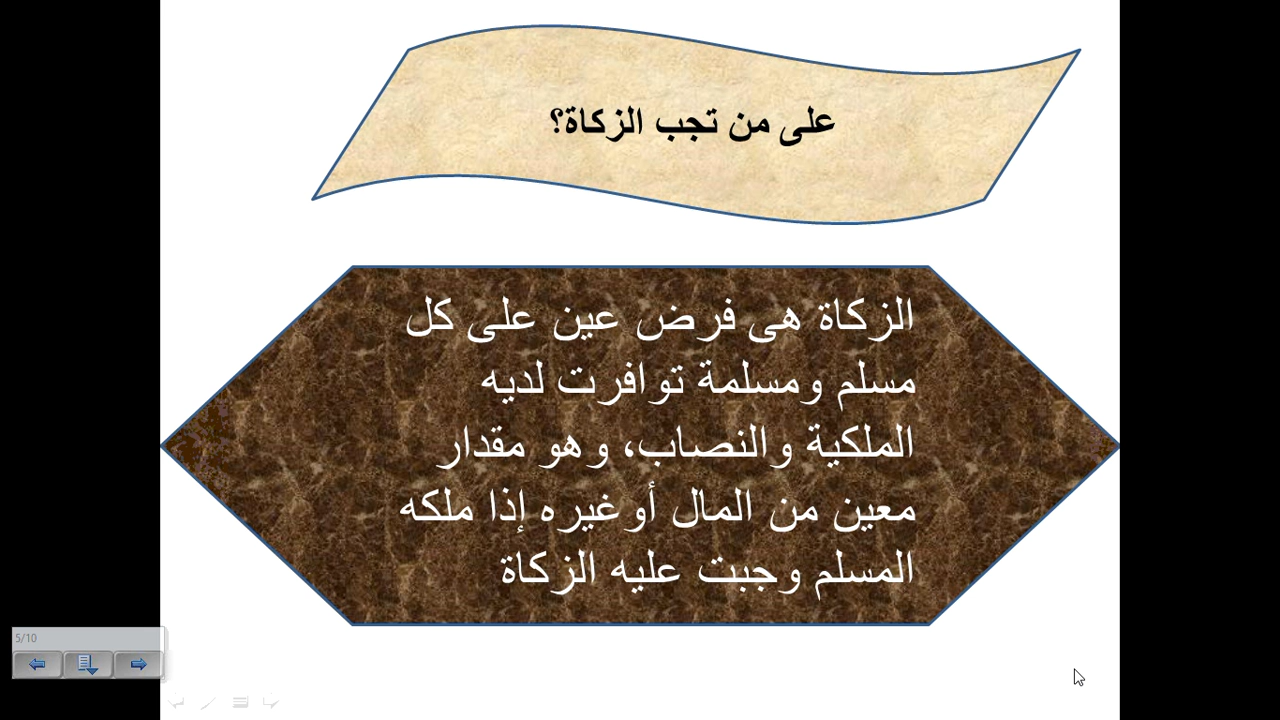 على من تجب الزكاة؟
الزكاة هى فرض عين على كل
مسلم ومسلمة توافرت لديه
الملكية والنصاب، وهو مقدار
معين من المال أوغيره إذا ملكه
المسلم وجبت عليه الزكاة
5/10